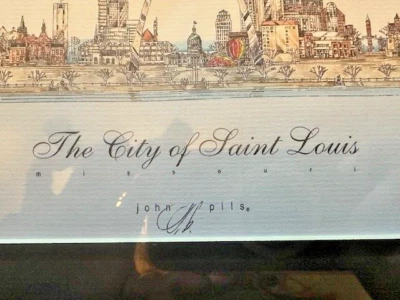 The City of Saint Louis
missouri
john pils